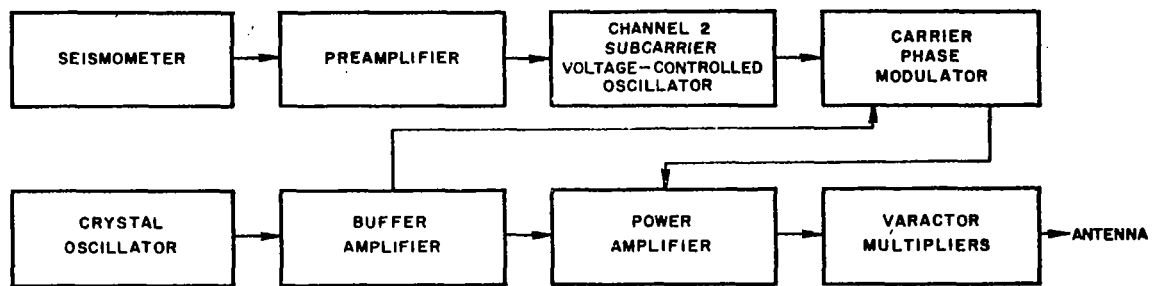 SEISMOMETER
PREAMPLIFIER
CHANNEL 2
SUBCARRIER
VOLTAGE-CONTROLLED
OSCILLATOR
CARRIER
PHASE
MODULATOR
CRYSTAL
OSCILLATOR
BUFFER
AMPLIFIER
POWER
AMPLIFIER
VARACTOR
MULTIPLIERS
ANTENNA